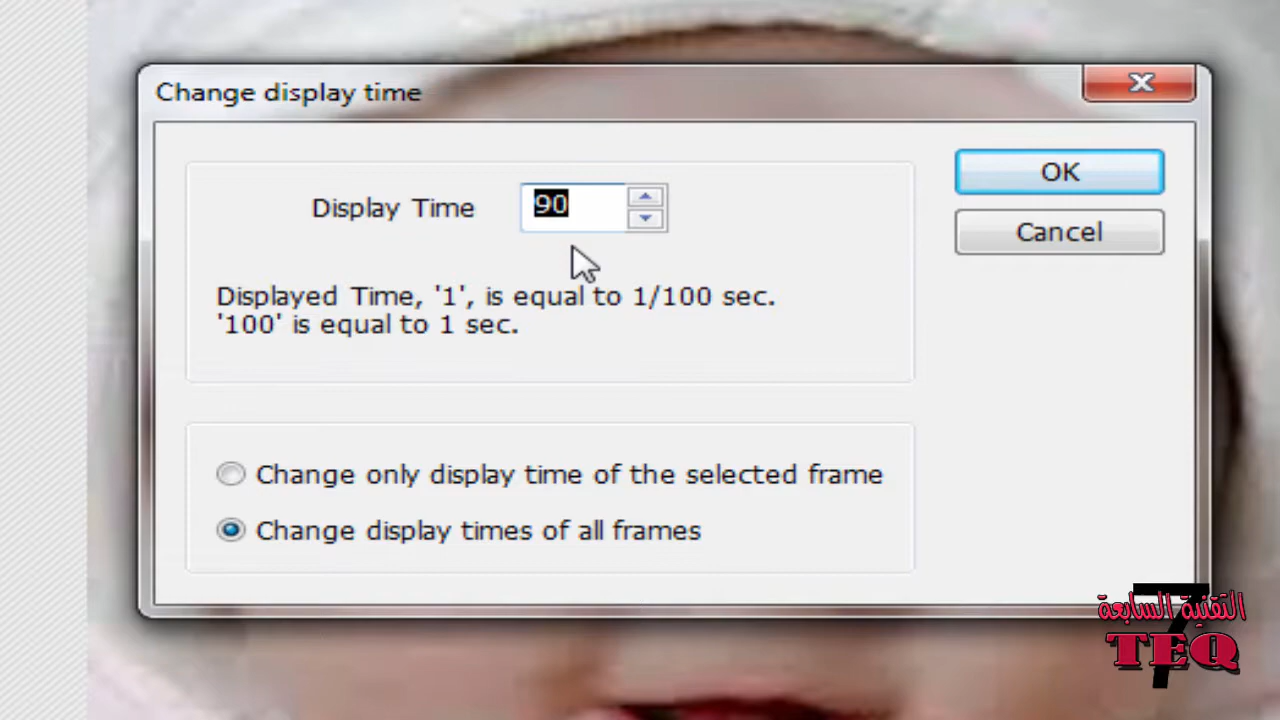 Change display time
Display Time 90
OK
Cancel
Displayed Time, '1', is equal to 1/100 sec.
'100' is equal to 1 sec.
Change only display time of the selected frame
Change display times of all frames
التقنية السابعة
7
TEQ